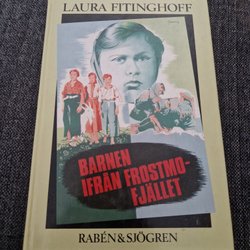 LAURA FITINGHOFF
BARNEN
IFRÅN FROSTMO-
FJÄLLET
RABÉN & SJÖGREN